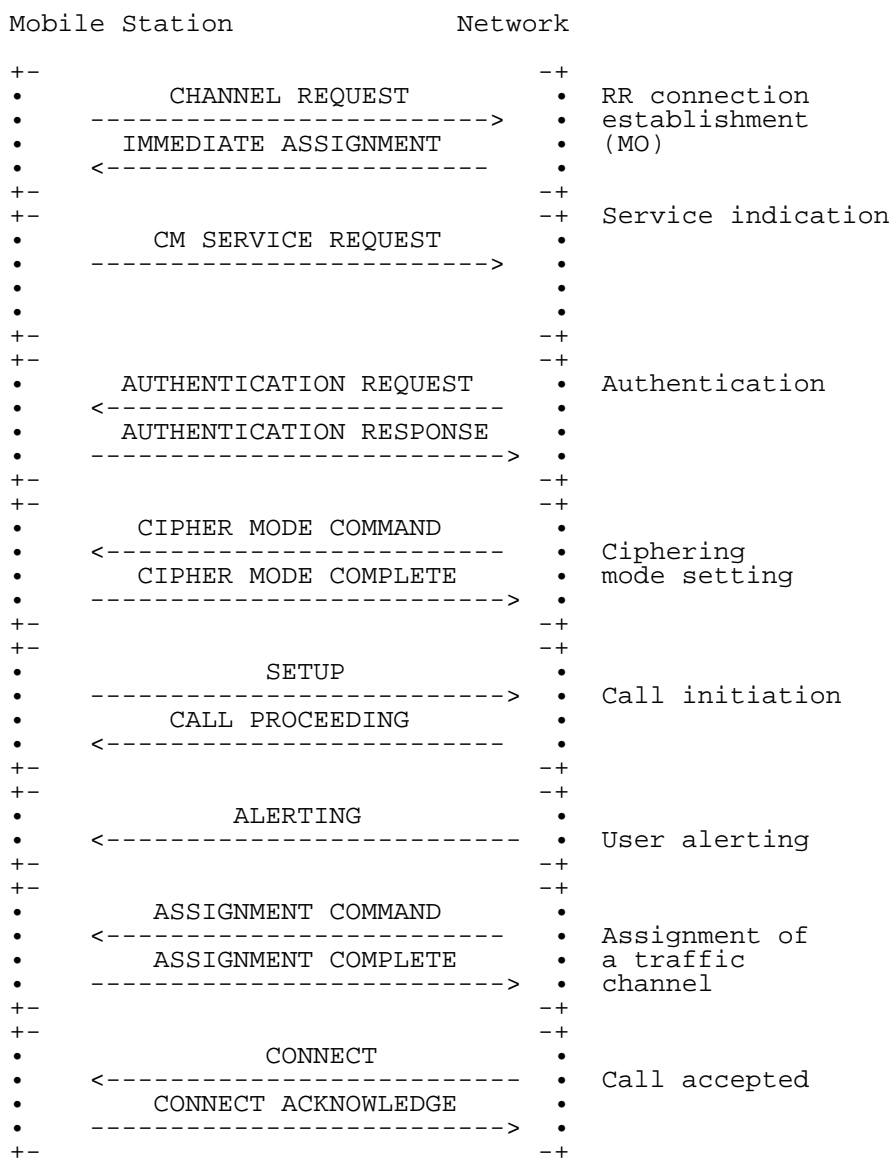 Mobile Station Network
CHANNEL REQUEST RR connection
establishment
IMMEDIATE ASSIGNMENT (MO)
Service indication
CM SERVICE REQUEST
AUTHENTICATION REQUEST Authentication
AUTHENTICATION RESPONSE
CIPHER MODE COMMAND
Ciphering
CIPHER MODE COMPLETE mode setting
SETUP
Call initiation
CALL PROCEEDING
ALERTING
User alerting
ASSIGNMENT COMMAND
Assignment of
ASSIGNMENT COMPLETE a traffic
channel
CONNECT
Call accepted
CONNECT ACKNOWLEDGE